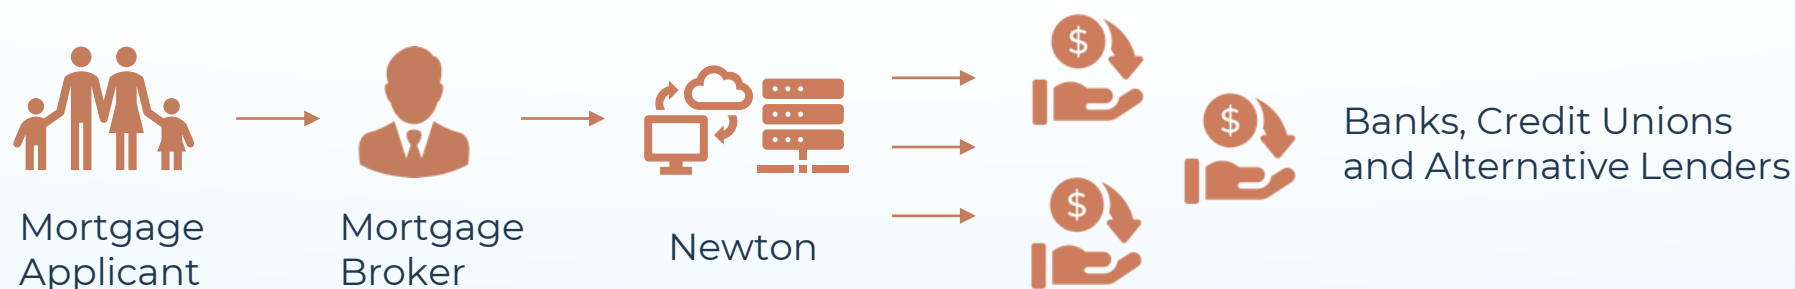 Mortgage
Applicant
Mortgage
Broker
Newton
$
$
$
Banks, Credit Unions
and Alternative Lenders